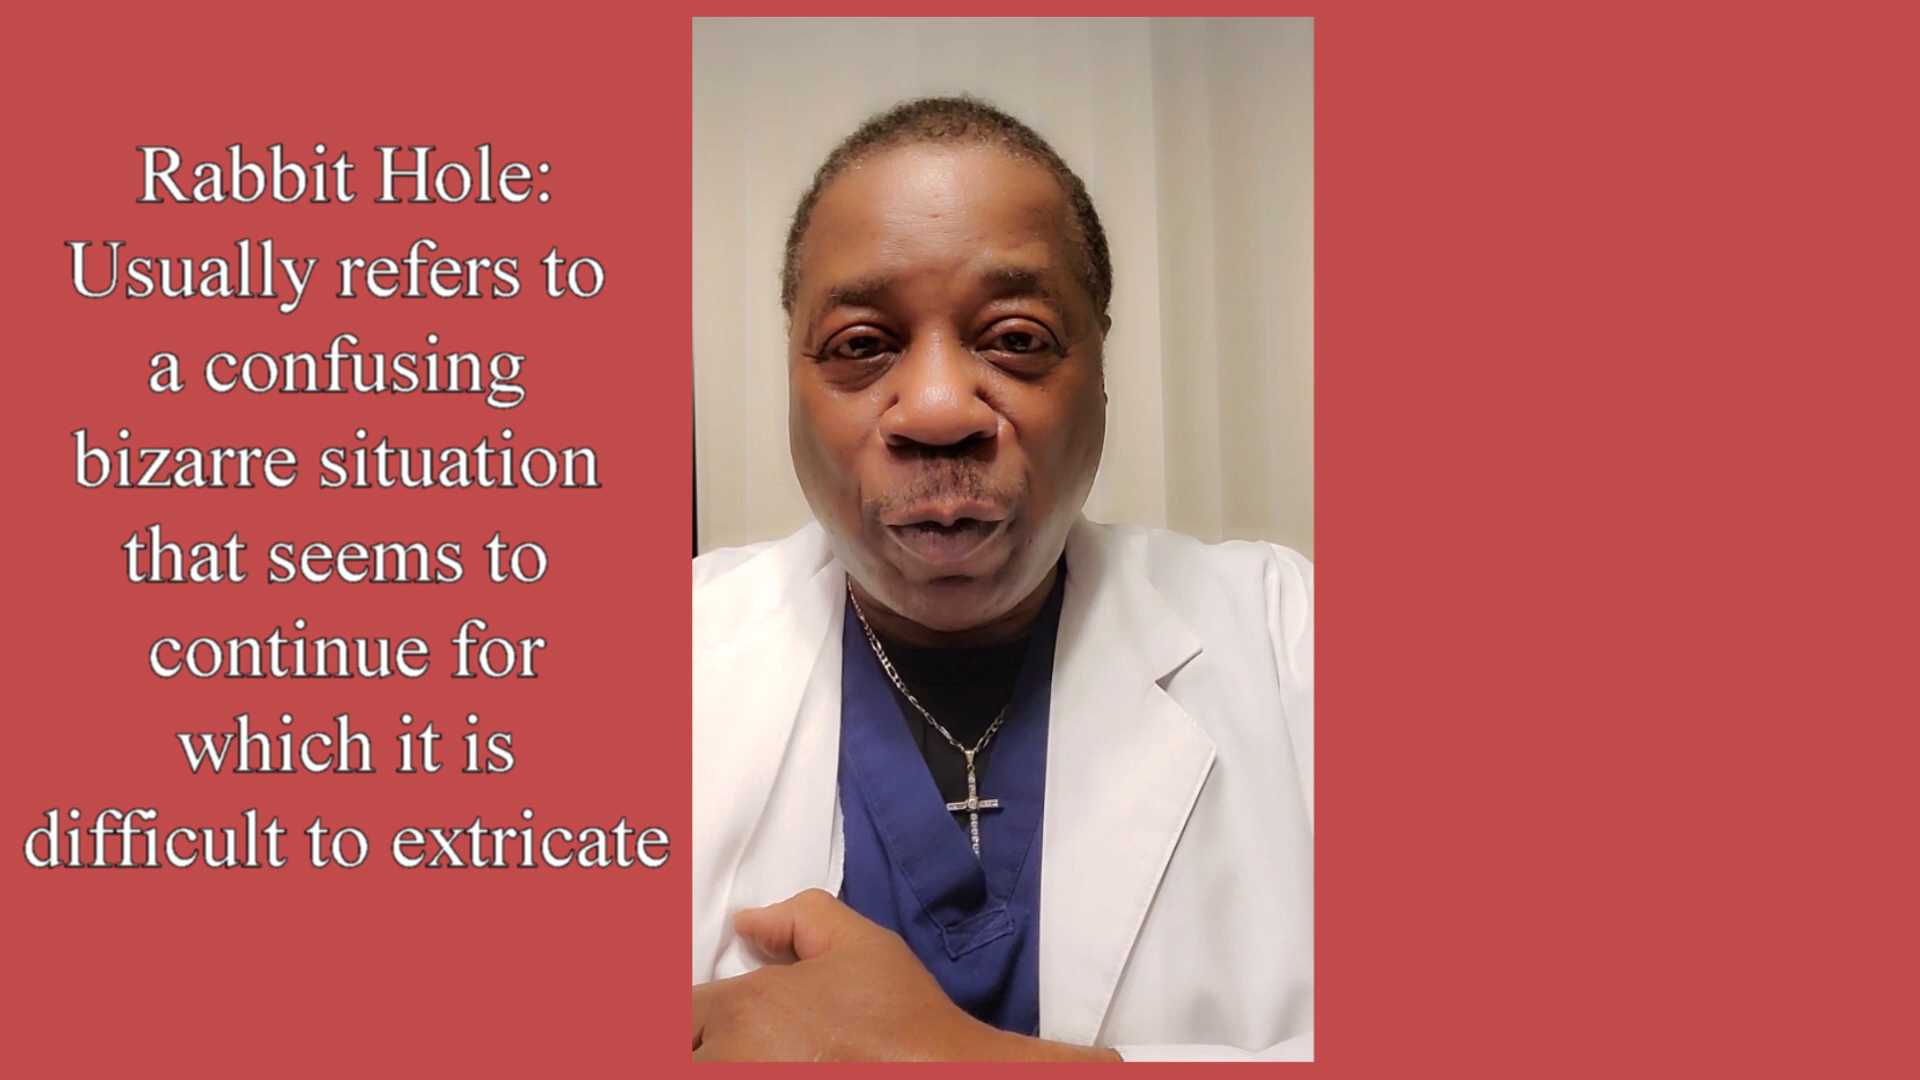 Rabbit Hole:
Usually refers to
a confusing
bizarre situation
that seems to
continue for
which it is
difficult to extricate